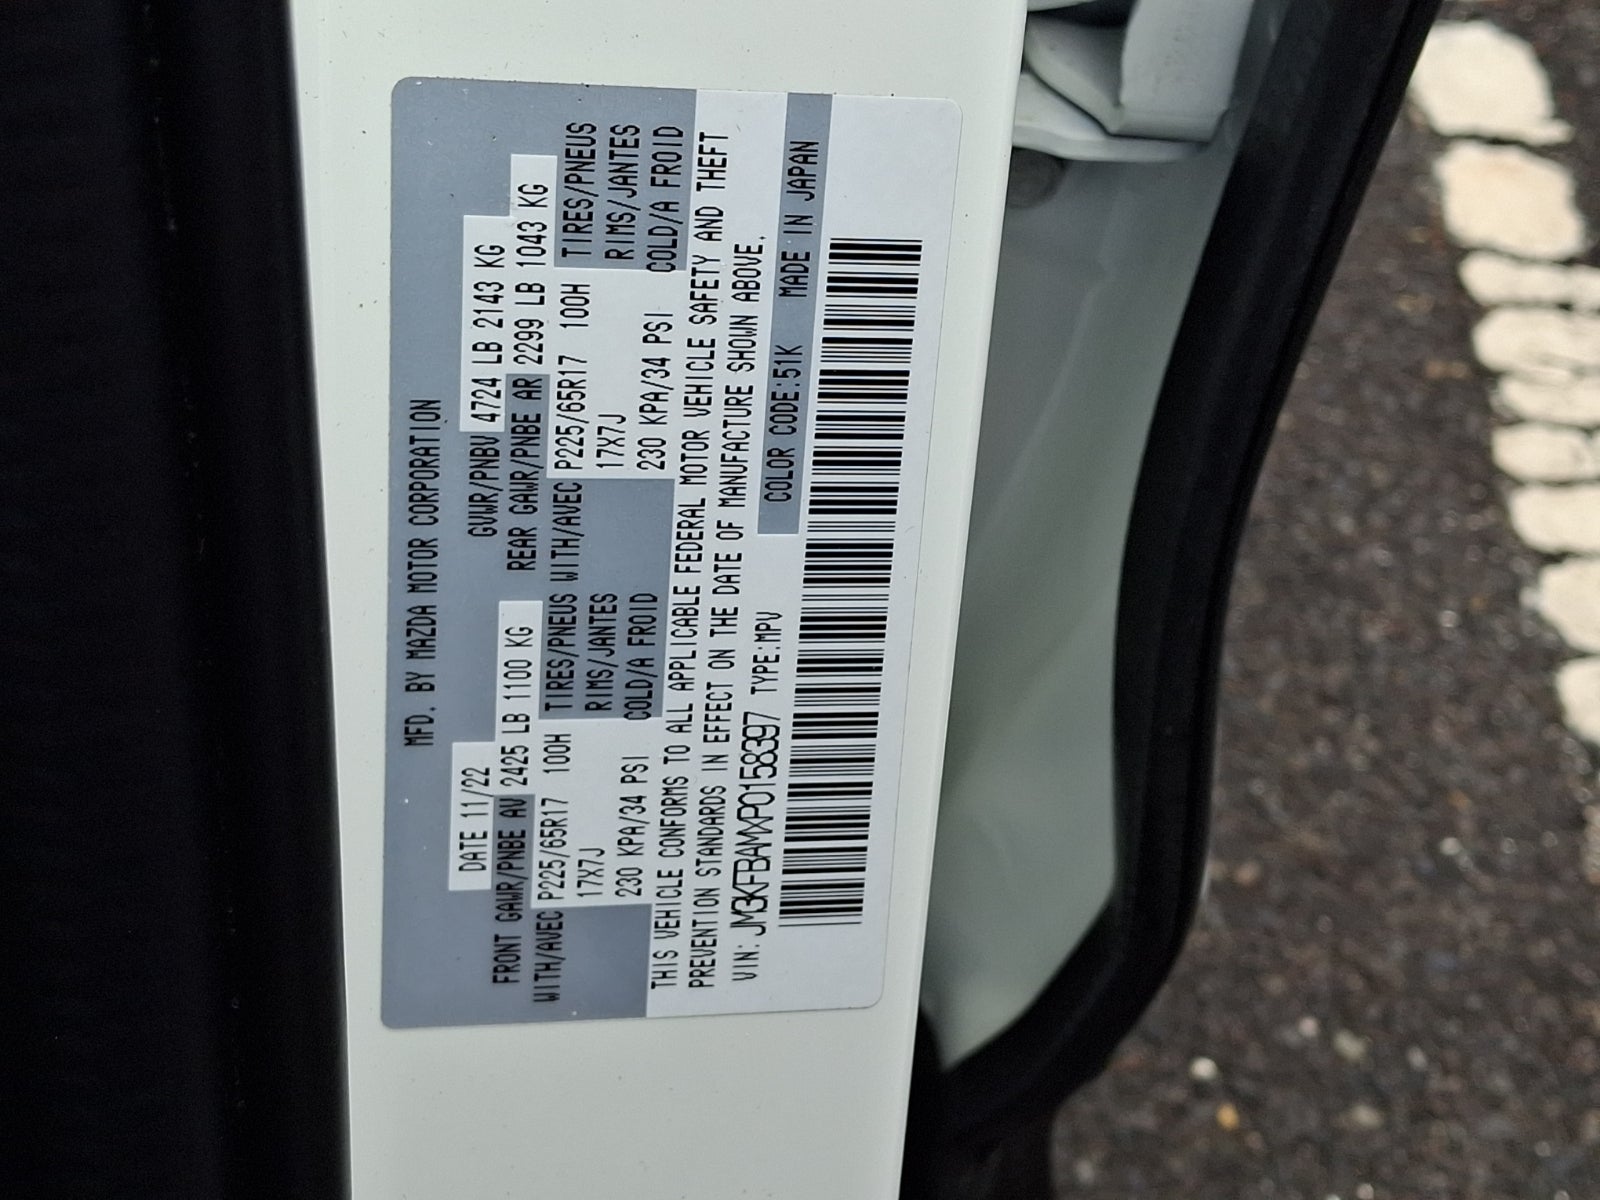 MFD. BY MAZDA MOTOR CORPORATION
DATE 11/22 GVWR/PNBV 4724 LB 2143 KG
FRONT GAWR/PNBE AV 2425 LB 1100 KG REAR GAWR/PNBE AR 2299 LB 1043 KG
WITH/AVEC P225/65R17 100H TIRES/PNEUS WITH/AVEC P225/65R17 100H TIRES/PNEUS
17X7J RIMS/JANTES 17X7J RIMS/JANTES
230 KPA/34 PSI COLD/A FROID 230 KPA/34 PSI COLD/A FROID
THIS VEHICLE CONFORMS TO ALL APPLICABLE FEDERAL MOTOR VEHICLE SAFETY AND THEFT
PREVENTION STANDARDS IN EFFECT ON THE DATE OF MANUFACTURE SHOWN ABOVE.
VIN: JM3KFBAMXP0158397 TYPE:MPV COLOR CODE:51K MADE IN JAPAN